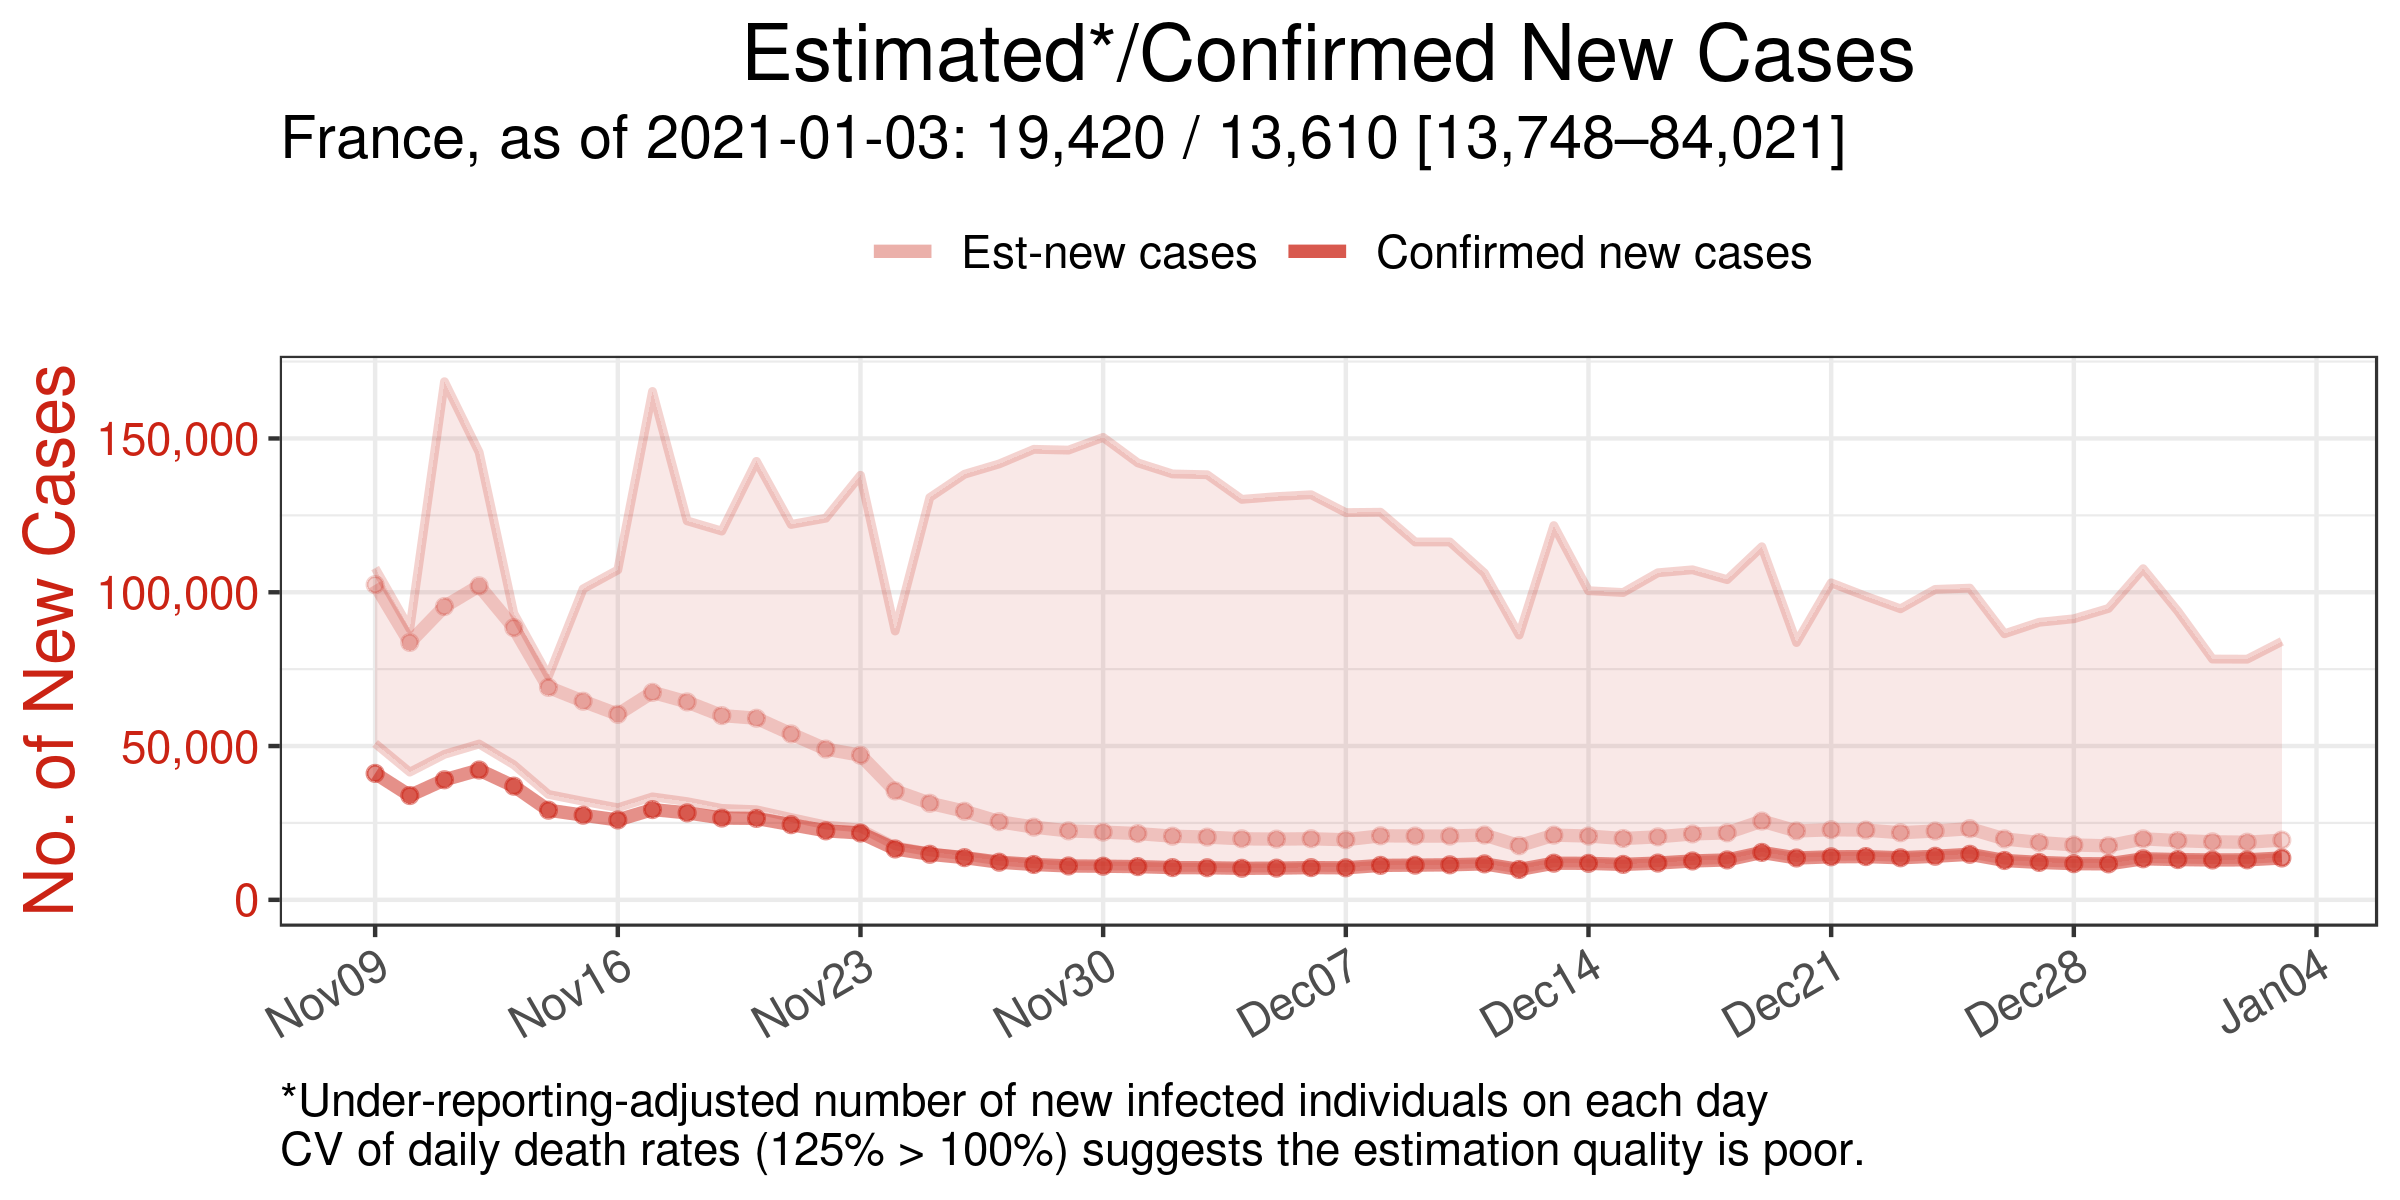 Estimated*/Confirmed New Cases
France, as of 2021-01-03: 19,420 / 13,610 [13,748–84,021]
Est-new cases Confirmed new cases
No. of New Cases
150,000
100,000
50,000
0
Nov09 Nov16 Nov23 Nov30 Dec07 Dec14 Dec21 Dec28 Jan04
*Under-reporting-adjusted number of new infected individuals on each day
CV of daily death rates (125% > 100%) suggests the estimation quality is poor.